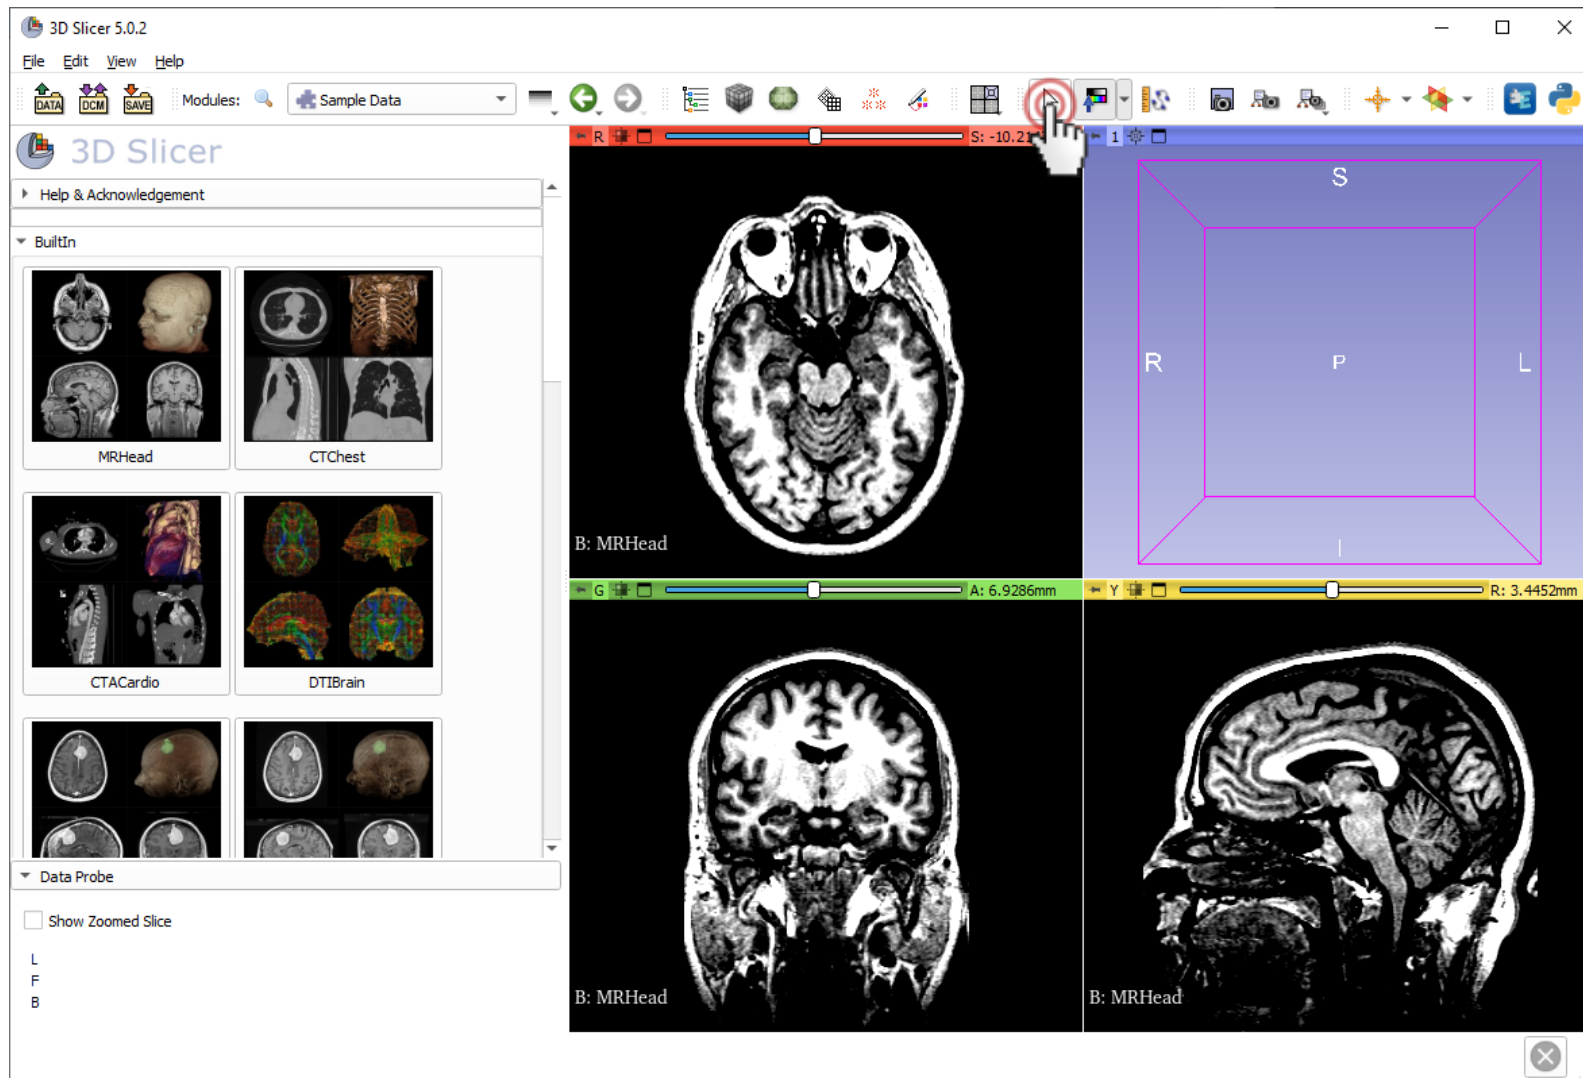 3D Slicer 5.0.2
File Edit View Help
DATA DCM SAVE Modules: Sample Data
3D Slicer
Help & Acknowledgement
BuiltIn
MRHead CTChest
CTACardio DTIBrain
Data Probe
Show Zoomed Slice
L
F
B
R S: -10.21
B: MRHead
1
S
R P L
I
G A: 6.9286mm
B: MRHead
Y R: 3.4452mm
B: MRHead